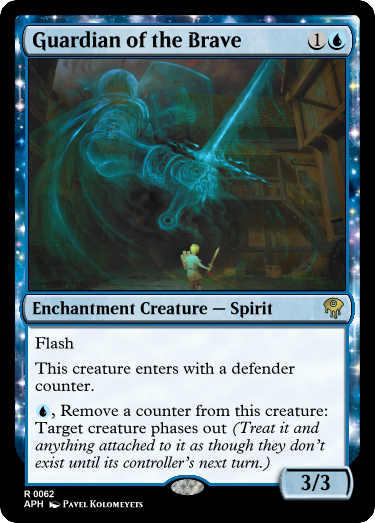 Guardian of the Brave 1
Enchantment Creature — Spirit
Flash
This creature enters with a defender
counter.
, Remove a counter from this creature:
Target creature phases out (Treat it and
anything attached to it as though they don't
exist until its controller's next turn.)
3/3
R 0062
APH Pavel Kolomeyets